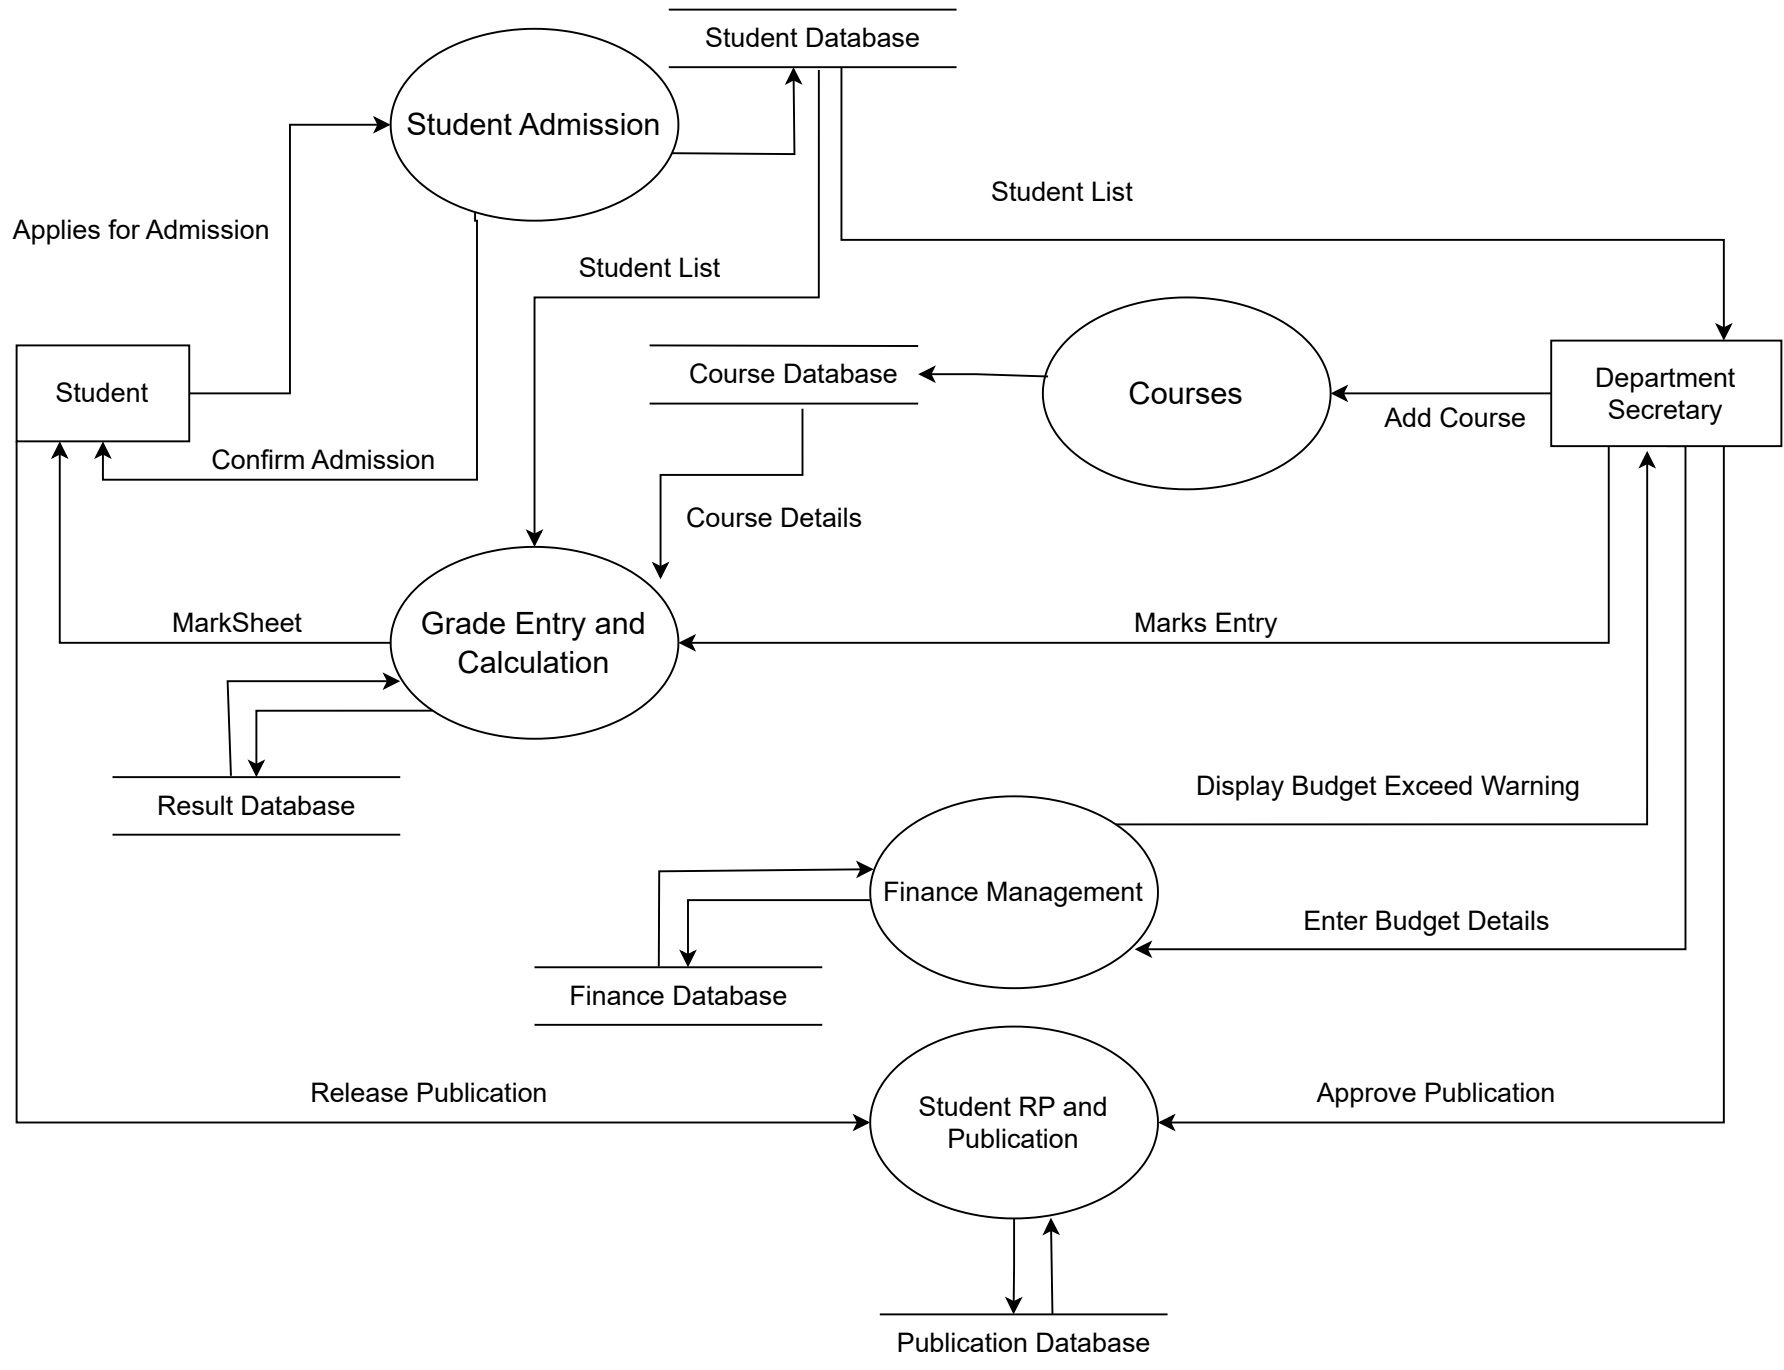 Student Database
Student Admission
Student List
Applies for Admission
Student List
Course Database
Courses
Department
Secretary
Student
Add Course
Confirm Admission
Course Details
MarkSheet
Grade Entry and
Calculation
Marks Entry
Result Database
Display Budget Exceed Warning
Finance Management
Enter Budget Details
Finance Database
Release Publication
Student RP and
Publication
Approve Publication
Publication Database